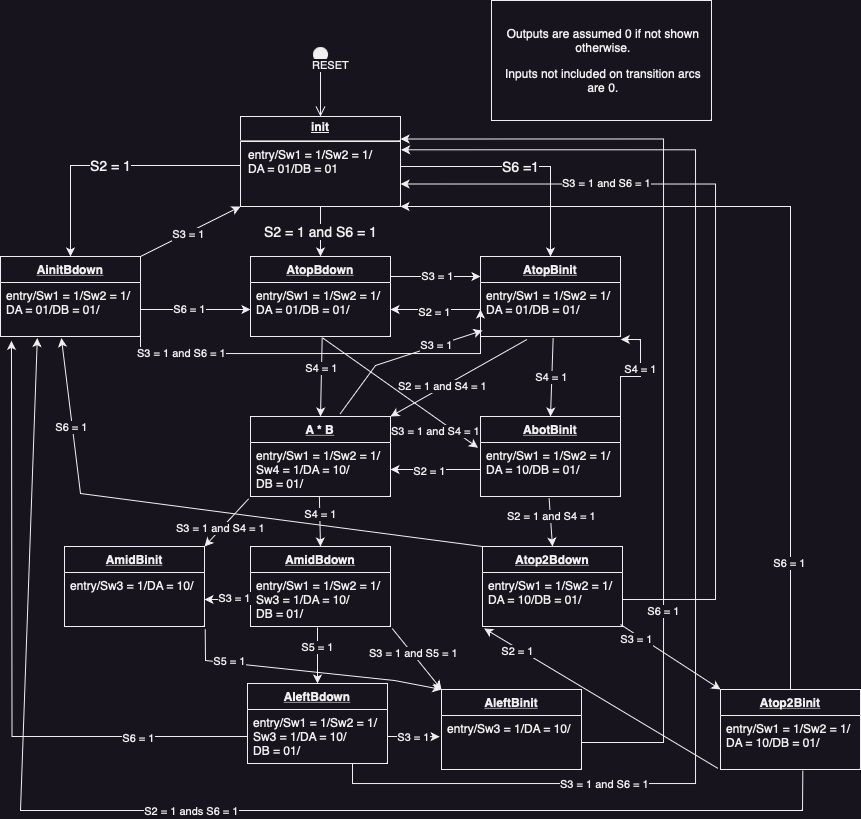 Outputs are assumed 0 if not shown
otherwise.
Inputs not included on transition arcs
are 0.
RESET
init
entry/Sw1 = 1/Sw2 = 1/
DA = 01/DB = 01
S2 = 1
S6 =1
S3 = 1 and S6 = 1
S3 = 1
S2 = 1 and S6 = 1
AinitBdown
entry/Sw1 = 1/Sw2 = 1/
DA = 01/DB = 01/
AtopBdown
entry/Sw1 = 1/Sw2 = 1/
DA = 01/DB = 01/
AtopBinit
entry/Sw1 = 1/Sw2 = 1/
DA = 01/DB = 01/
S3 = 1
S6 = 1
S2 = 1
S3 = 1 and S6 = 1
S3 = 1
S4 = 1
S2 = 1 and S4 = 1
S4 = 1
S4 = 1
S6 = 1
S3 = 1 and S4 = 1
A * B
entry/Sw1 = 1/Sw2 = 1/
Sw4 = 1/DA = 10/
DB = 01/
AbotBinit
entry/Sw1 = 1/Sw2 = 1/
DA = 10/DB = 01/
S2 = 1
S3 = 1 and S4 = 1
S4 = 1
S2 = 1 and S4 = 1
S6 = 1
AmidBinit
entry/Sw3 = 1/DA = 10/
AmidBdown
entry/Sw1 = 1/Sw2 = 1/
Sw3 = 1/DA = 10/
DB = 01/
Atop2Bdown
entry/Sw1 = 1/Sw2 = 1/
DA = 10/DB = 01/
S3 = 1
S6 = 1
S5 = 1
S5 = 1
S3 = 1 and S5 = 1
S2 = 1
S3 = 1
AleftBdown
entry/Sw1 = 1/Sw2 = 1/
Sw3 = 1/DA = 10/
DB = 01/
AleftBinit
entry/Sw3 = 1/DA = 10/
Atop2Binit
entry/Sw1 = 1/Sw2 = 1/
DA = 10/DB = 01/
S6 = 1
S3 = 1
S3 = 1 and S6 = 1
S2 = 1 ands S6 = 1